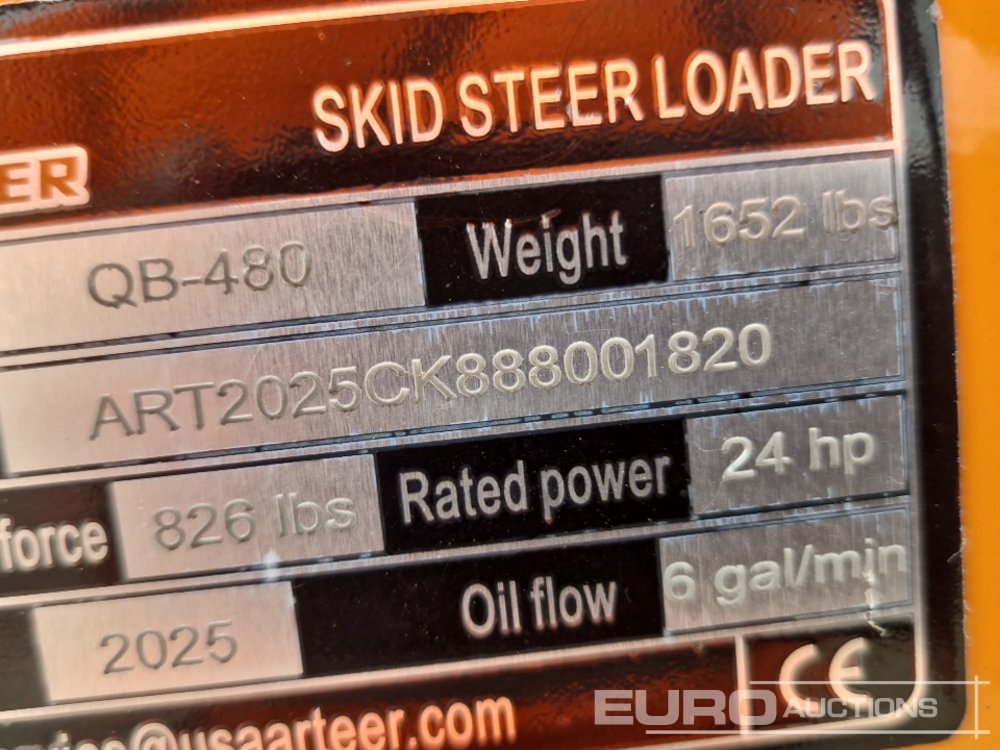 SKID STEER LOADER
ER
QB-480 Weight 1652 lbs
ART2025CK888001820
force 826 lbs Rated power 24 hp
2025 Oil flow 6 gal/min
@usaarteer.com CE
EURO AUCTIONS